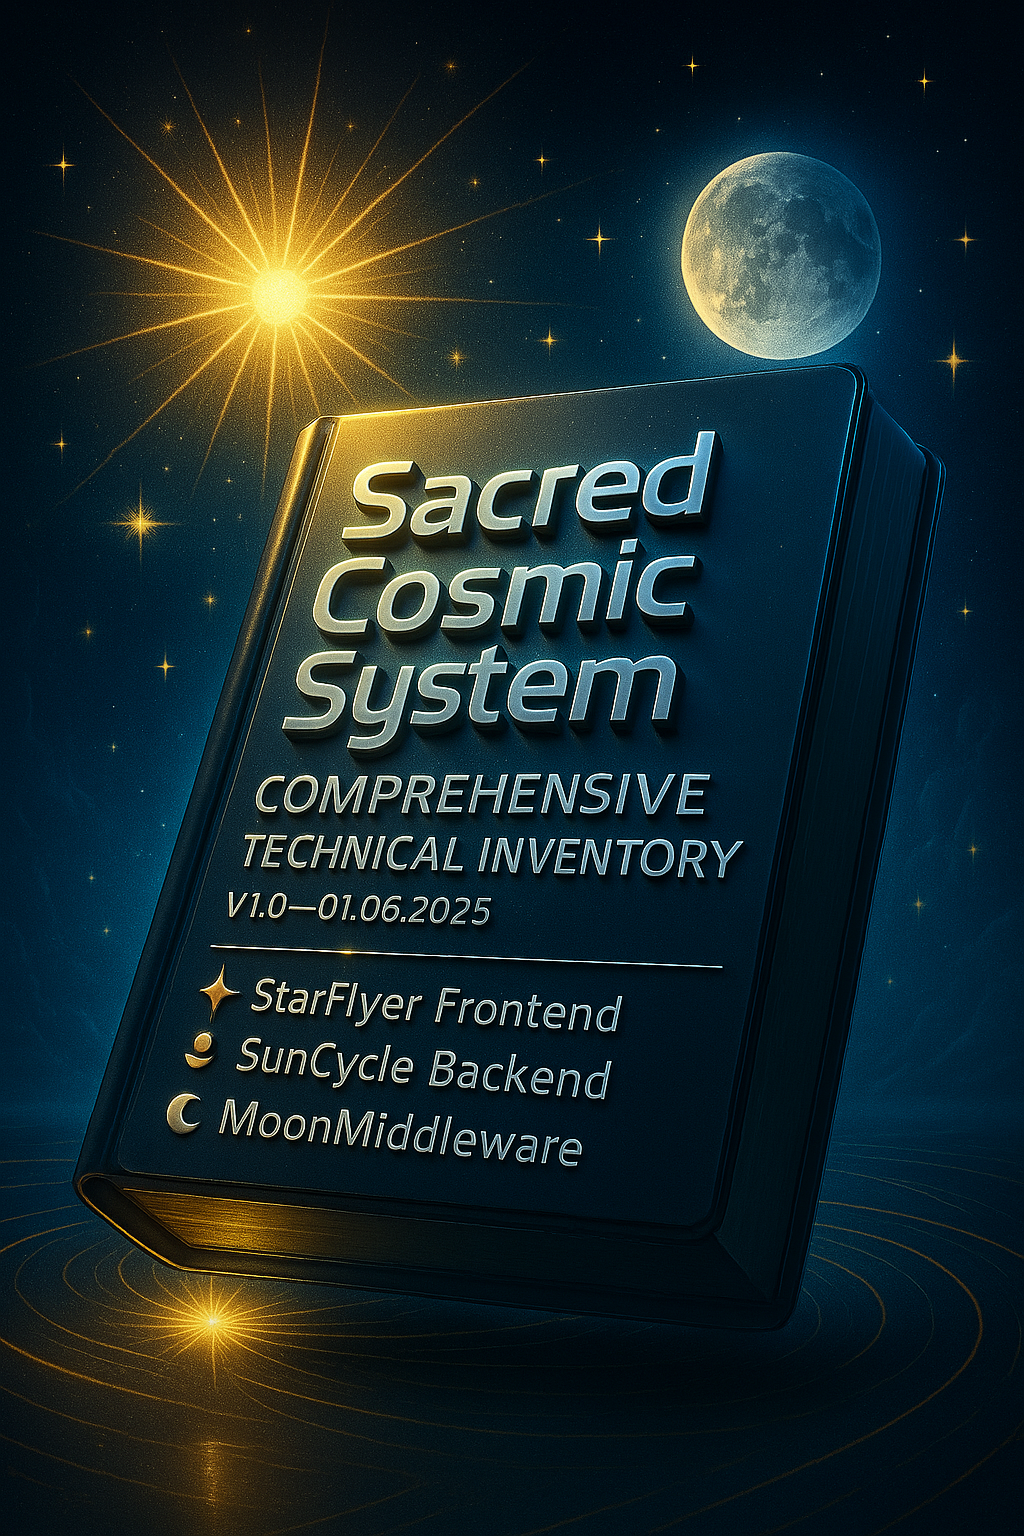 Sacred
Cosmic
System
COMPREHENSIVE
TECHNICAL INVENTORY
V1.0—01.06.2025
StarFlyer Frontend
SunCycle Backend
MoonMiddleware